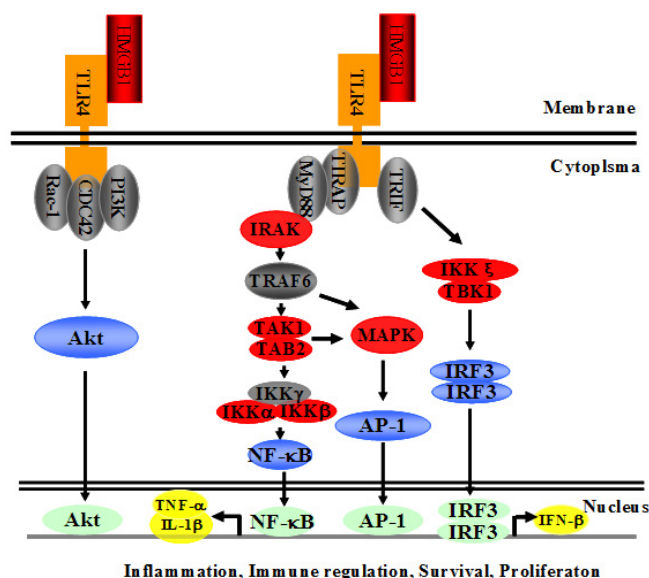 HMGB1
HMGB1
TLR4
TLR4
Membrane
Cytoplsma
Rac-1
CDC42
PI3K
MyD88
TIRAP
TRIF
IRAK
IKK ξ
TBK1
TRAF6
TAK1
TAB2
MAPK
Akt
IRF3
IRF3
IKKγ
IKKα
IKKβ
AP-1
NF-κB
Nucleus
TNF-α
IL-1β
Akt
NF-κB
AP-1
IRF3
IRF3
IFN-β
Inflammation, Immune regulation, Survival, Proliferaton